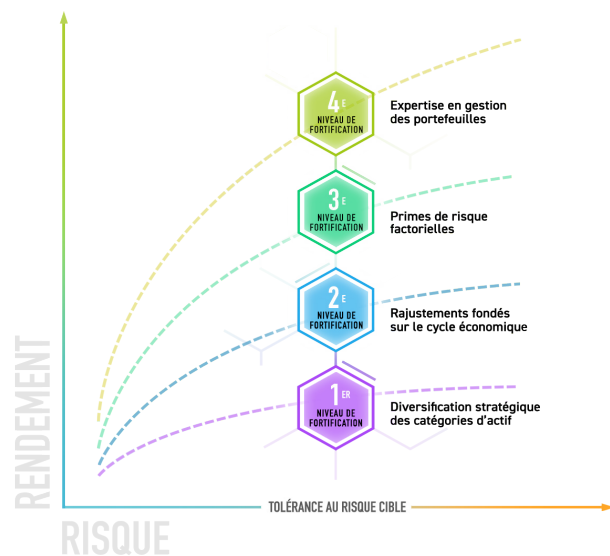 RENDEMENT
4E
NIVEAU DE
FORTIFICATION
Expertise en gestion
des portefeuilles
3E
NIVEAU DE
FORTIFICATION
Primes de risque
factorielles
2E
NIVEAU DE
FORTIFICATION
Rajustements fondés
sur le cycle économique
1ER
NIVEAU DE
FORTIFICATION
Diversification stratégique
des catégories d'actif
TOLÉRANCE AU RISQUE CIBLE
RISQUE